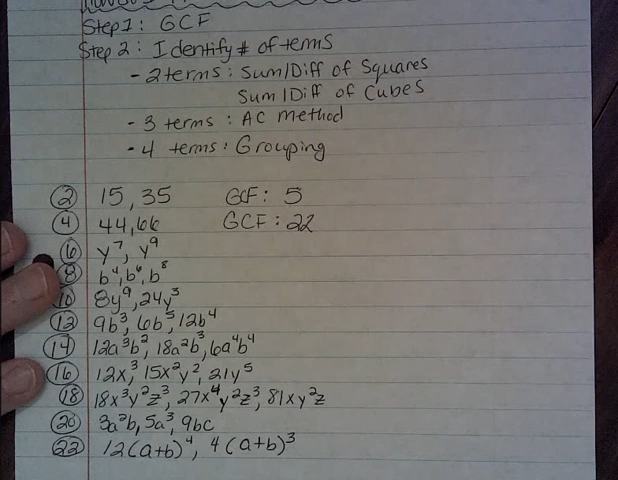 Step 1: GCF
Step 2: Identify # of terms
- 2 terms: Sum/Diff of Squares
Sum/Diff of Cubes
- 3 terms: AC method
- 4 terms: Grouping
② 15, 35 GCF: 5
④ 44, 66 GCF: 22
⑥ y⁷, y⁹
⑧ b⁴, b⁶, b⁸
⑩ 8y⁹, 24y³
⑫ 9b³, 6b⁵, 12b⁴
⑭ 12a³b², 18a²b³, 6a⁴b⁴
⑯ 12x³, 15x²y², 21y⁵
⑱ 18x³y²z³, 27x⁴y²z³, 81xy²z
⑳ 3a²b, 5a³, 9bc
㉒ 12(a+b)⁴, 4(a+b)³